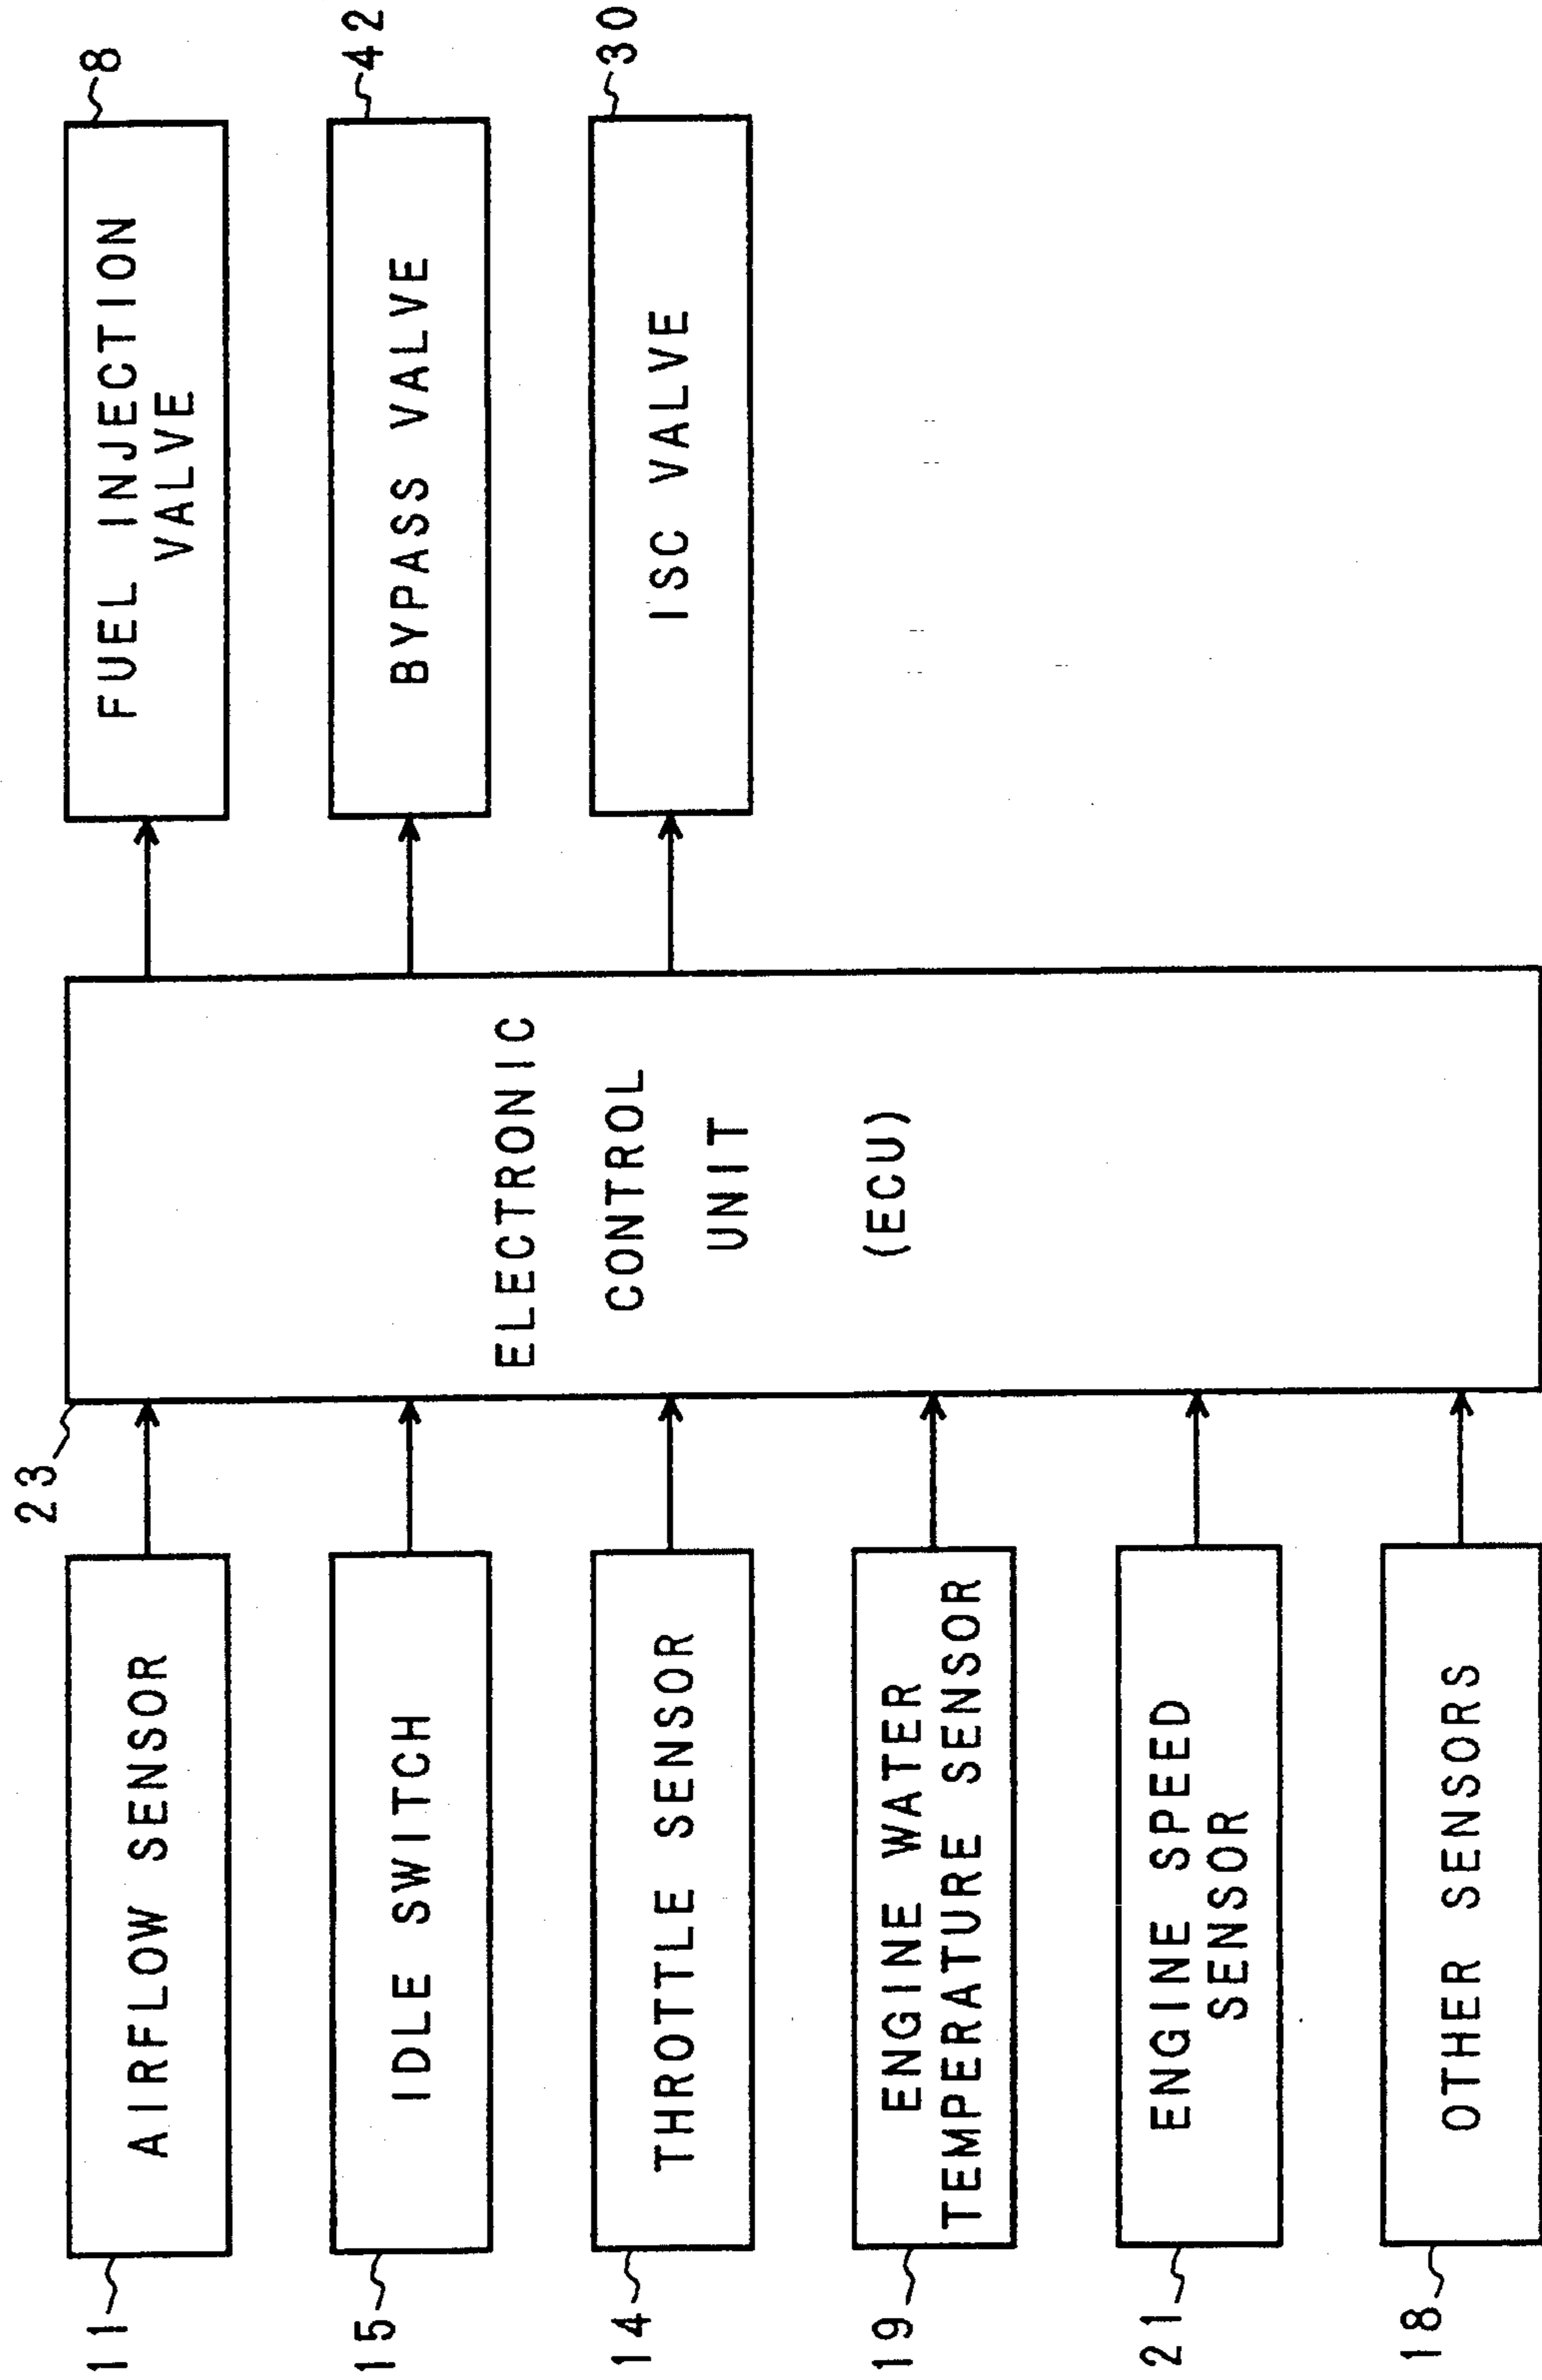 11
AIRFLOW SENSOR
15
IDLE SWITCH
14
THROTTLE SENSOR
19
ENGINE WATER
TEMPERATURE SENSOR
21
ENGINE SPEED
SENSOR
18
OTHER SENSORS
23
ELECTRONIC
CONTROL
UNIT
(ECU)
8
FUEL INJECTION
VALVE
42
BYPASS VALVE
30
ISC VALVE